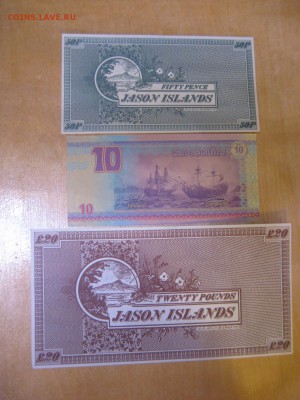 COINS.LAVE.RU
50P 50P
FIFTY PENCE
JASON ISLANDS
50P 50P
10 10
10
£20 £20
TWENTY POUNDS
JASON ISLANDS
£20 £20